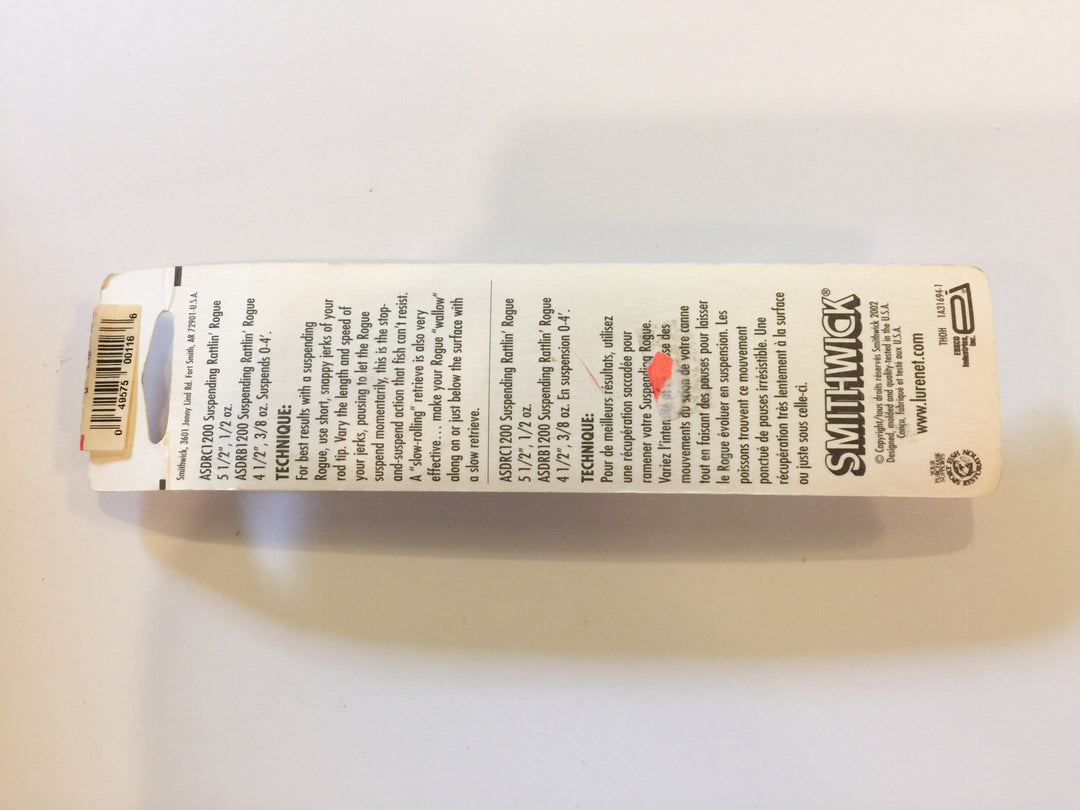 0 49575 00116 6
Smithwick, 3601 Jenny Lind Rd. Fort Smith, AR 72901-U.S.A.
ASDRC1200 Suspending Rattlin' Rogue
5 1/2", 1/2 oz.
ASDRB1200 Suspending Rattlin' Rogue
4 1/2", 3/8 oz. Suspends 0-4'.
TECHNIQUE:
For best results with a suspending
Rogue, use short, snappy jerks of your
rod tip. Vary the length and speed of
your jerks, pausing to let the Rogue
suspend momentarily, this is the stop-
and-suspend action that fish can't resist.
A "slow-rolling" retrieve is also very
effective... make your Rogue "wallow"
along on or just below the surface with
a slow retrieve.
ASDRC1200 Suspending Rattlin' Rogue
5 1/2", 1/2 oz.
ASDRB1200 Suspending Rattlin' Rogue
4 1/2", 3/8 oz. En suspension 0-4'.
TECHNIQUE:
Pour de meilleurs résultats, utilisez
une récupération saccadée pour
ramener votre Suspending Rogue.
Variez l'inten des
mouvements du scion de votre canne
tout en faisant des pauses pour laisser
le Rogue évoluer en suspension. Les
poissons trouvent ce mouvement
ponctué de pauses irrésistible. Une
récupération très lentement à la surface
ou juste sous celle-ci.
SMITHWICK®
© Copyright/tous droits réservés Smithwick 2002
Designed, molded and quality-tested in the U.S.A.
Conçu, fabriqué et testé aux U.S.A.
www.lurenet.com
THOH 1A31694-1
EBSCO
Industries, Inc.